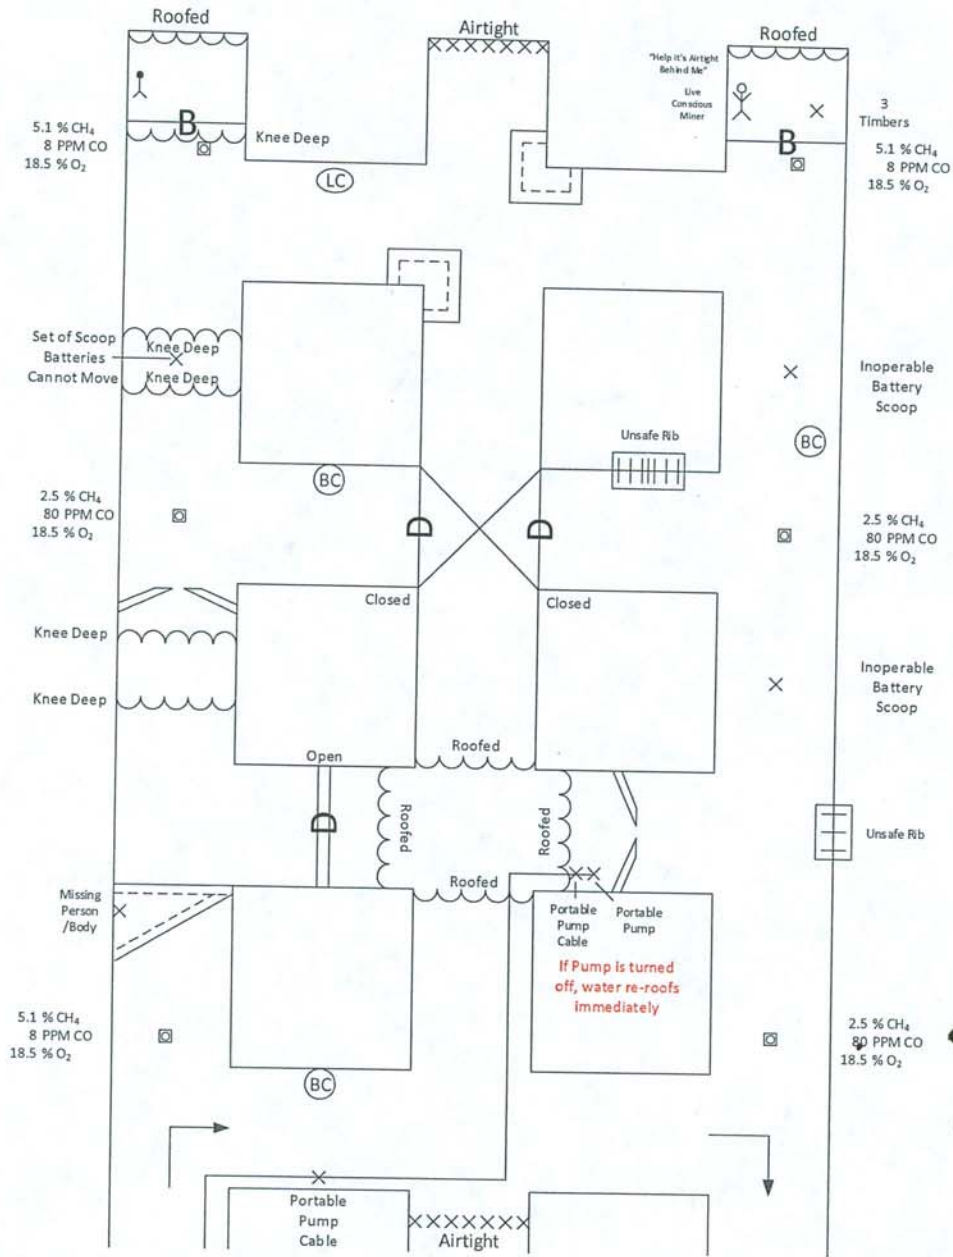 Roofed
Airtight
Roofed
"Help It's Airtight
Behind Me"
Live
Conscious
Miner
3
Timbers
B
B
5.1 % CH₄
8 PPM CO
18.5 % O₂
Knee Deep
5.1 % CH₄
8 PPM CO
18.5 % O₂
LC
Set of Scoop
Batteries
Cannot Move
Knee Deep
Knee Deep
Inoperable
Battery
Scoop
Unsafe Rib
BC
BC
2.5 % CH₄
80 PPM CO
18.5 % O₂
D
D
2.5 % CH₄
80 PPM CO
18.5 % O₂
Closed
Closed
Knee Deep
Knee Deep
Inoperable
Battery
Scoop
Open
Roofed
D
Roofed
Roofed
Unsafe Rib
Roofed
Missing
Person
/Body
Portable
Pump
Cable
Portable
Pump
If Pump is turned
off, water re-roofs
immediately
5.1 % CH₄
8 PPM CO
18.5 % O₂
2.5 % CH₄
80 PPM CO
18.5 % O₂
BC
Portable
Pump
Cable
Airtight